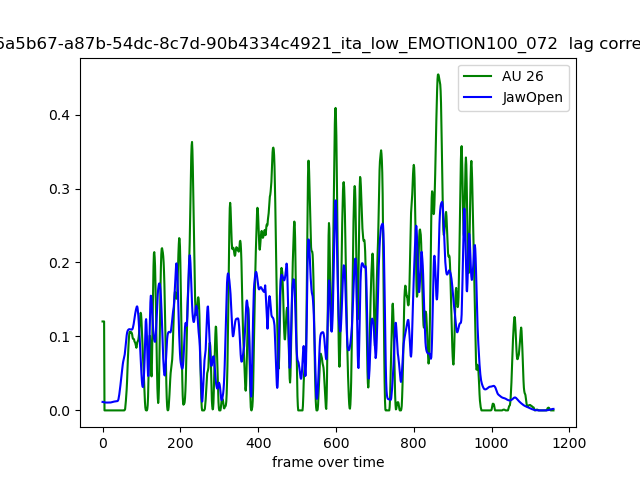 6a5b67-a87b-54dc-8c7d-90b4334c4921_ita_low_EMOTION100_072 lag corre
AU 26
JawOpen
0.4
0.3
0.2
0.1
0.0
0 200 400 600 800 1000 1200
frame over time